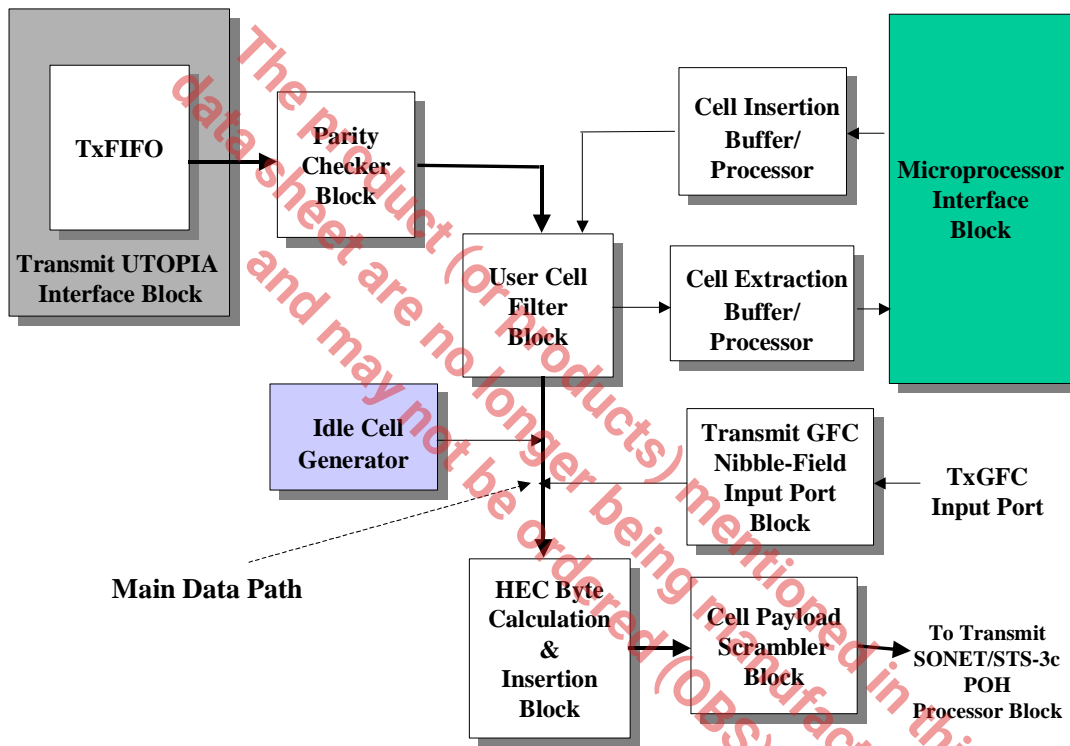 TxFIFO
Transmit UTOPIA
Interface Block
Parity
Checker
Block
Cell Insertion
Buffer/
Processor
Microprocessor
Interface
Block
User Cell
Filter
Block
Cell Extraction
Buffer/
Processor
Idle Cell
Generator
Transmit GFC
Nibble-Field
Input Port
Block
TxGFC
Input Port
Main Data Path
HEC Byte
Calculation
&
Insertion
Block
Cell Payload
Scrambler
Block
To Transmit
SONET/STS-3c
POH
Processor Block
The product (or products) mentioned in this
data sheet are no longer being manufact
and may not be ordered (OBS)